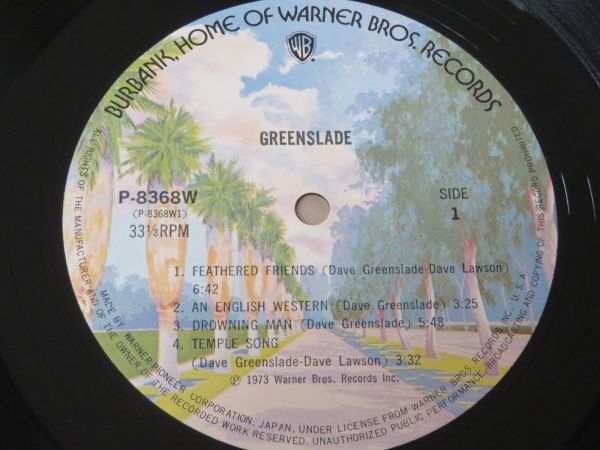 BURBANK, HOME OF WARNER BROS. RECORDS
WB
GREENSLADE
P-8368W
(P-8368W1)
33⅓RPM
SIDE
1
1. FEATHERED FRIENDS (Dave Greenslade-Dave Lawson)
6:42
2. AN ENGLISH WESTERN (Dave Greenslade) 3:25
3. DROWNING MAN (Dave Greenslade) 5:48
4. TEMPLE SONG
(Dave Greenslade-Dave Lawson) 3:32
℗ 1973 Warner Bros. Records Inc.
MADE BY WARNER-PIONEER CORPORATION, JAPAN, UNDER LICENSE FROM WARNER BROS RECORDS INC., U.S.A.
ALL RIGHTS OF THE MANUFACTURER AND OF THE OWNER OF THE RECORDED WORK RESERVED. UNAUTHORIZED PUBLIC PERFORMANCE, BROADCASTING AND COPYING OF THIS RECORD PROHIBITED